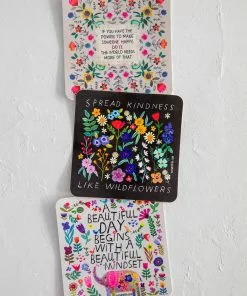 IF YOU HAVE THE
POWER TO MAKE
SOMEONE HAPPY,
DO IT.
THE WORLD NEEDS
MORE OF THAT.
SPREAD KINDNESS
LIKE WILDFLOWERS
A
BEAUTIFUL
DAY
BEGINS
WITH A
BEAUTIFUL
MINDSET